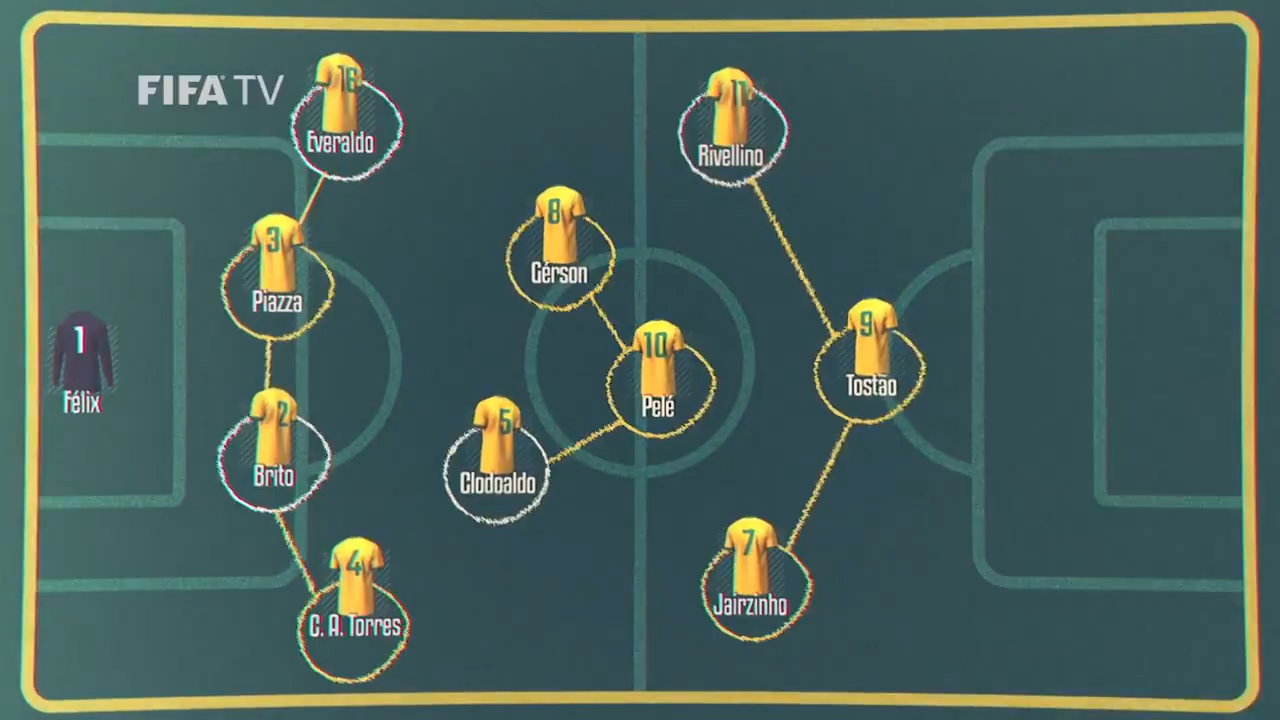 FIFA TV
16
Everaldo
11
Rivellino
8
Gérson
3
Piazza
10
Pelé
9
Tostão
1
Félix
2
Brito
5
Clodoaldo
7
Jairzinho
4
C. A. Torres